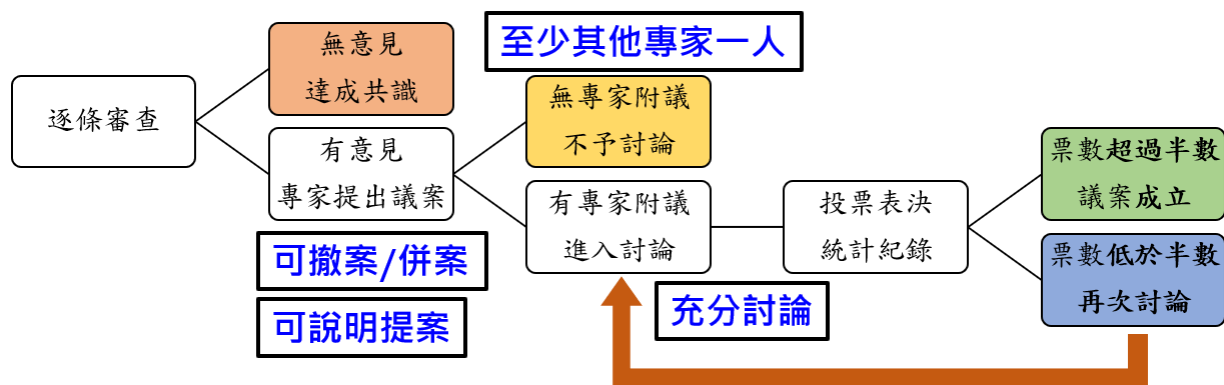 至少其他專家一人
無意見
達成共識
逐條審查
有意見
專家提出議案
無專家附議
不予討論
有專家附議
進入討論
投票表決
統計紀錄
票數超過半數
議案成立
票數低於半數
再次討論
可撤案/併案
可說明提案
充分討論